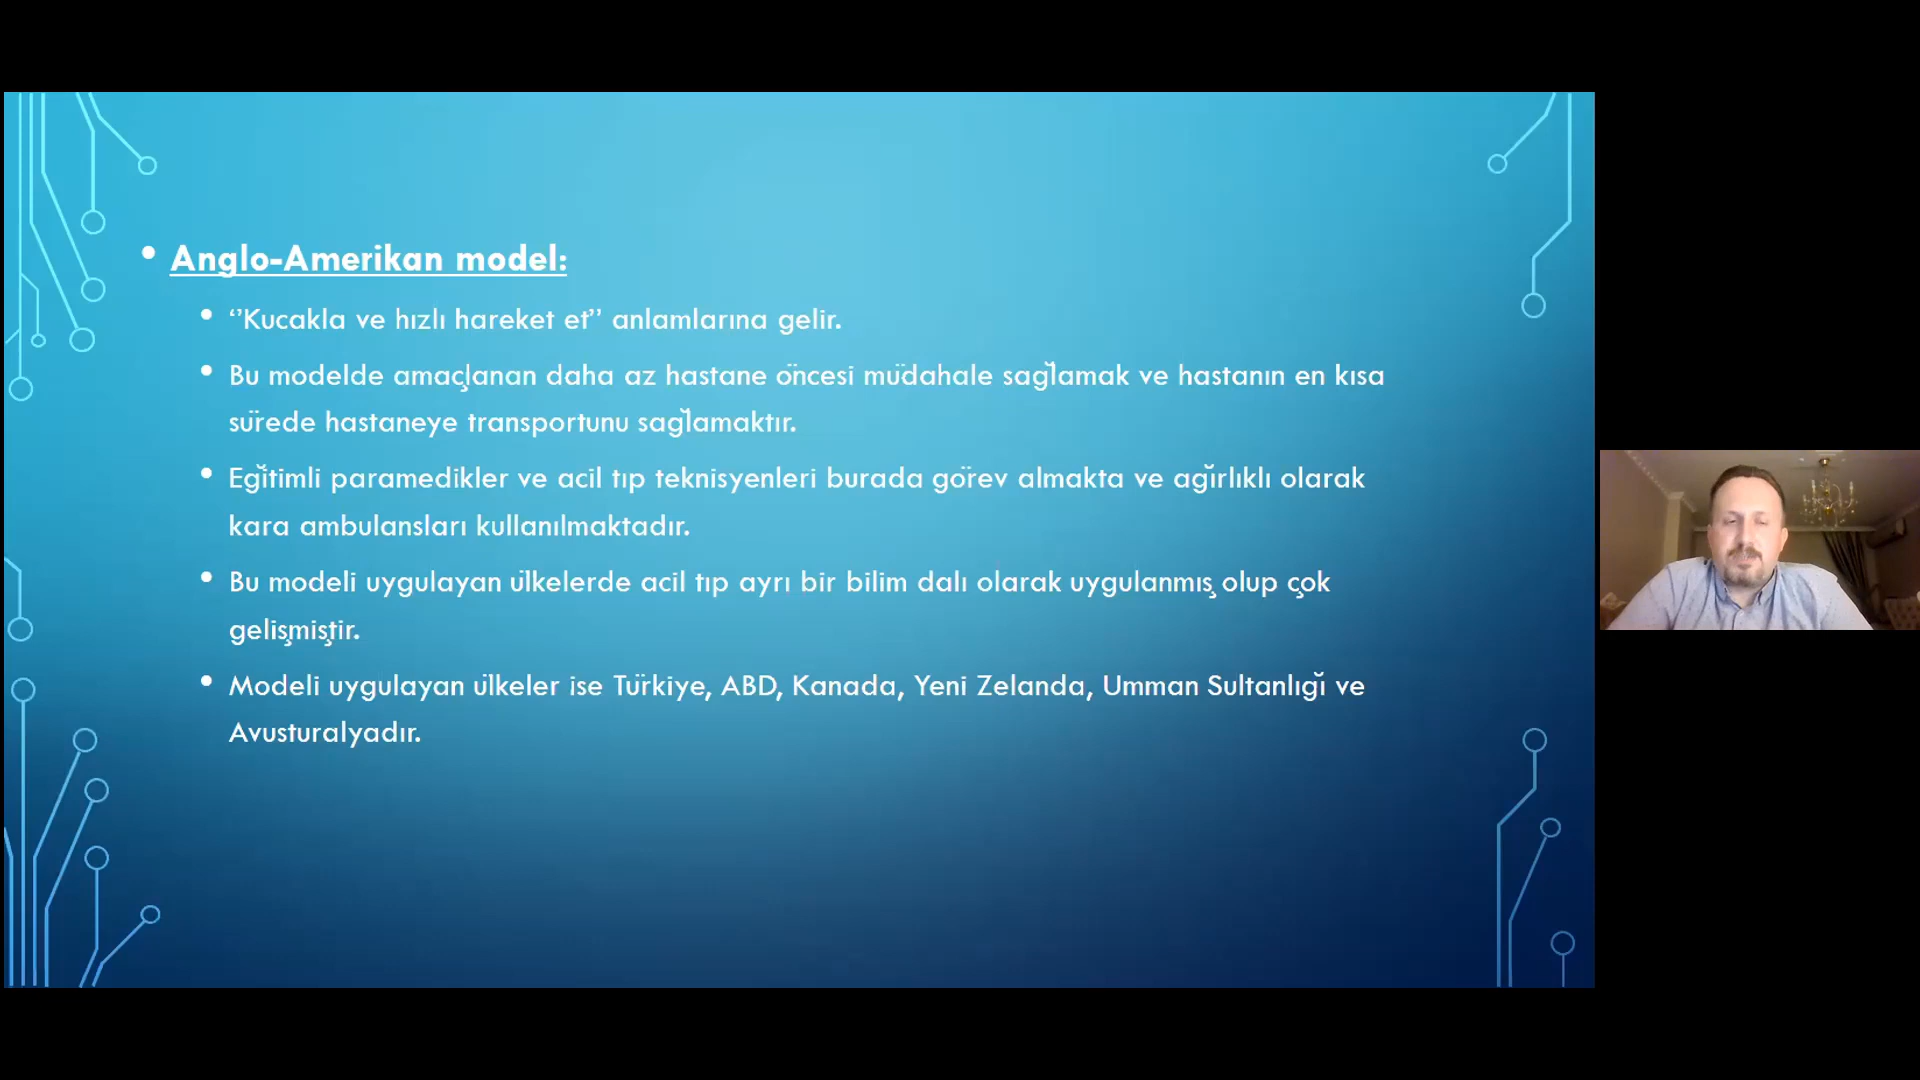 • Anglo-Amerikan model:
• ‘’Kucakla ve hızlı hareket et’’ anlamlarına gelir.
• Bu modelde amaçlanan daha az hastane öncesi müdahale sağlamak ve hastanın en kısa
sürede hastaneye transportunu sağlamaktır.
• Eğitimli paramedikler ve acil tıp teknisyenleri burada görev almakta ve ağırlıklı olarak
kara ambulansları kullanılmaktadır.
• Bu modeli uygulayan ülkelerde acil tıp ayrı bir bilim dalı olarak uygulanmış olup çok
gelişmiştir.
• Modeli uygulayan ülkeler ise Türkiye, ABD, Kanada, Yeni Zelanda, Umman Sultanlığı ve
Avusturalyadır.